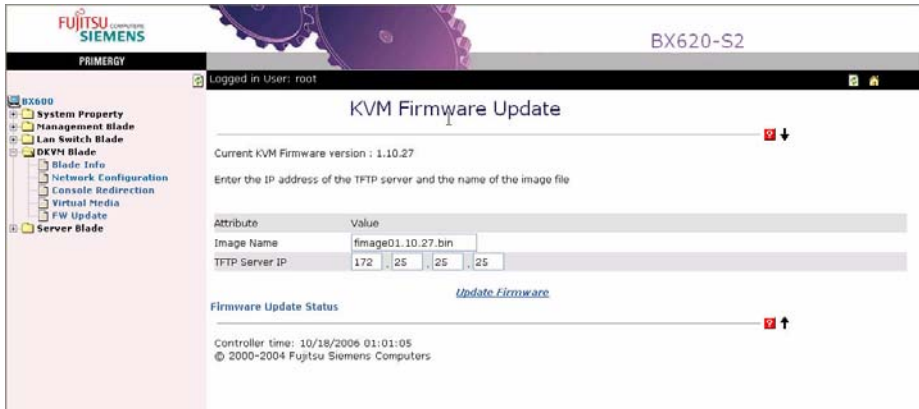 FUJITSU COMPUTERS
SIEMENS
BX620-S2
PRIMERGY
Logged in User: root
BX600
System Property
Management Blade
Lan Switch Blade
DKVM Blade
Blade Info
Network Configuration
Console Redirection
Virtual Media
FW Update
Server Blade
KVM Firmware Update
?
Current KVM Firmware version : 1.10.27
Enter the IP address of the TFTP server and the name of the image file
Attribute Value
Image Name fimage01.10.27.bin
TFTP Server IP 172 . 25 . 25 . 25
Update Firmware
Firmware Update Status
?
Controller time: 10/18/2006 01:01:05
© 2000-2004 Fujitsu Siemens Computers